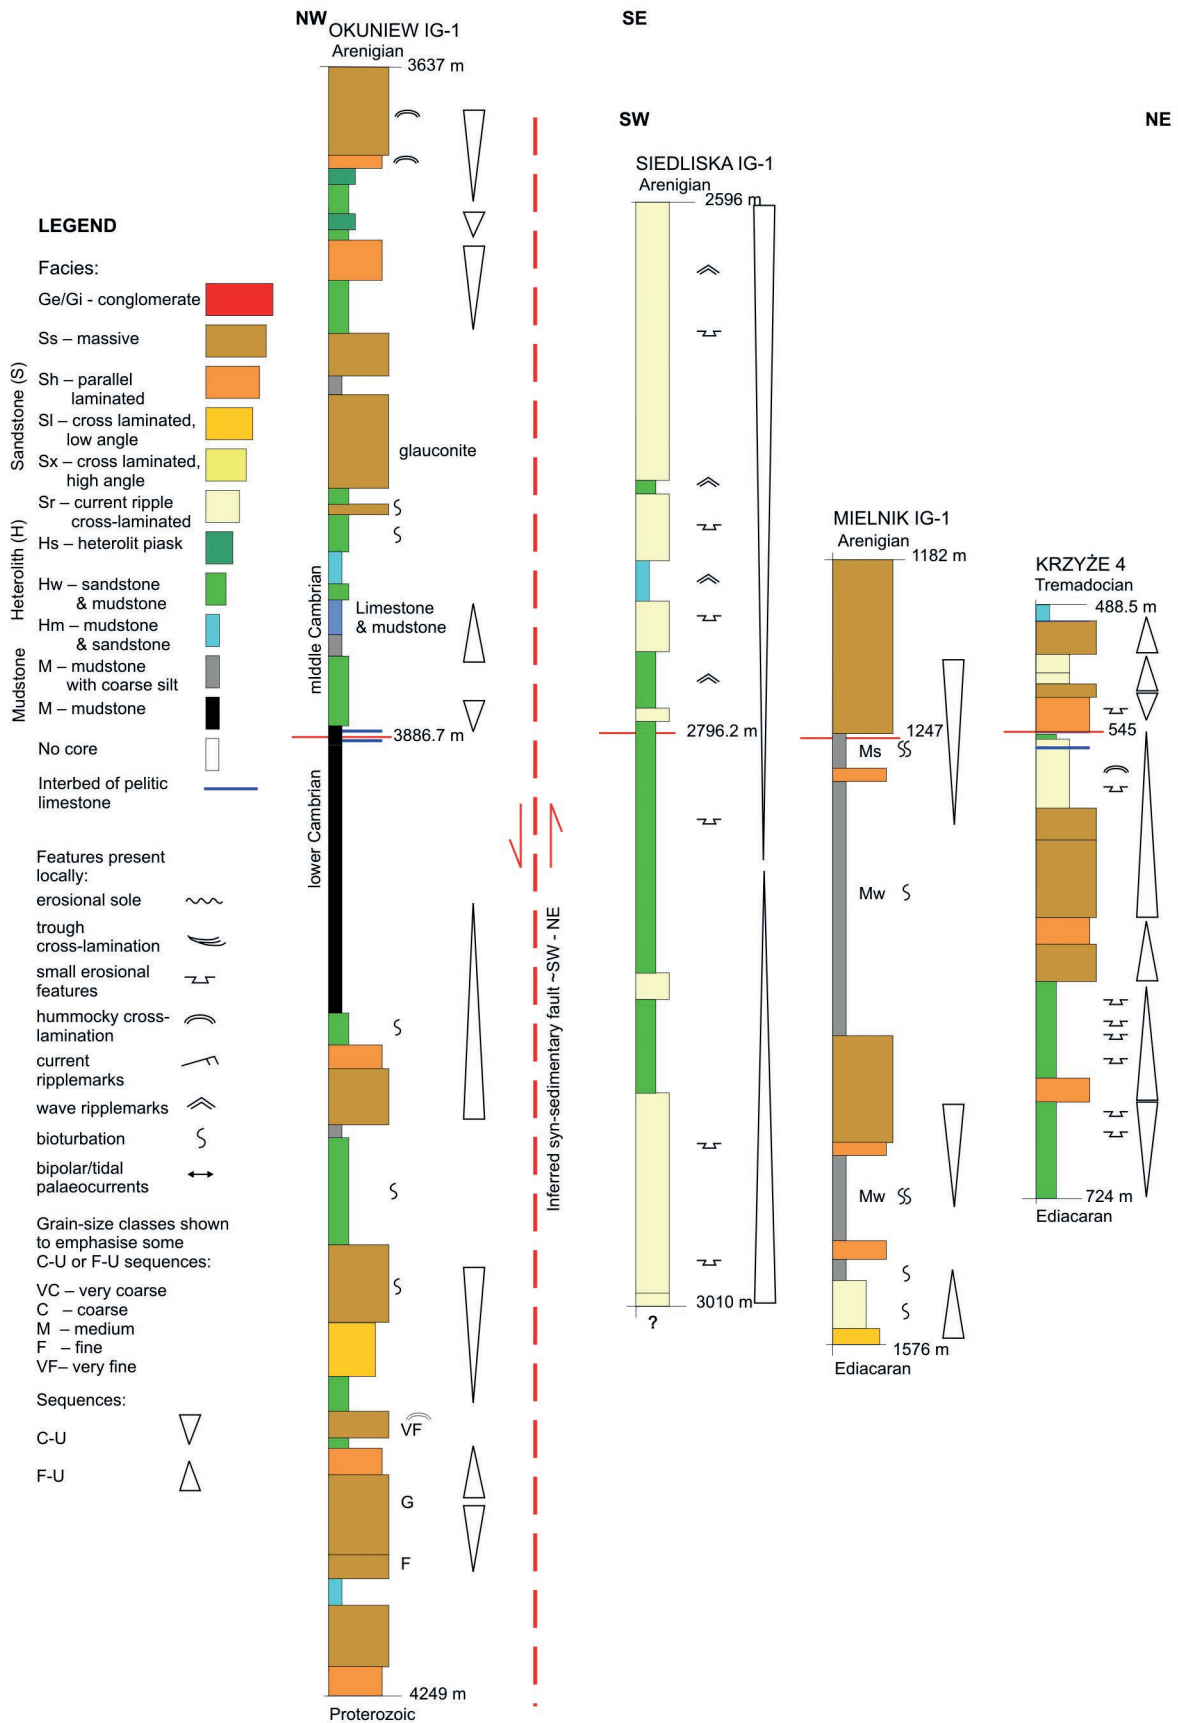 NW
OKUNIEW IG-1
Arenigian
3637 m
SE
SW
NE
SIEDLISKA IG-1
Arenigian
2596 m
LEGEND
Facies:
Ge/Gi - conglomerate
Ss – massive
Sh – parallel
laminated
Sl – cross laminated,
low angle
Sx – cross laminated,
high angle
Sr – current ripple
cross-laminated
Hs – heterolit piask
Hw – sandstone
& mudstone
Hm – mudstone
& sandstone
M – mudstone
with coarse silt
M – mudstone
No core
Interbed of pelitic
limestone
Sandstone (S)
Heterolith (H)
Mudstone
Features present
locally:
erosional sole
trough
cross-lamination
small erosional
features
hummocky cross-
lamination
current
ripplemarks
wave ripplemarks
bioturbation
bipolar/tidal
palaeocurrents
Grain-size classes shown
to emphasise some
C-U or F-U sequences:
VC – very coarse
C – coarse
M – medium
F – fine
VF– very fine
Sequences:
C-U
F-U
glauconite
Limestone
& mudstone
mIddle Cambrian
3886.7 m
lower Cambrian
VF
G
F
4249 m
Proterozoic
Inferred syn-sedimentary fault ~SW - NE
2796.2 m
3010 m
?
MIELNIK IG-1
Arenigian
1182 m
1247
Ms
Mw
Mw
1576 m
Ediacaran
KRZYŻE 4
Tremadocian
488.5 m
545
724 m
Ediacaran